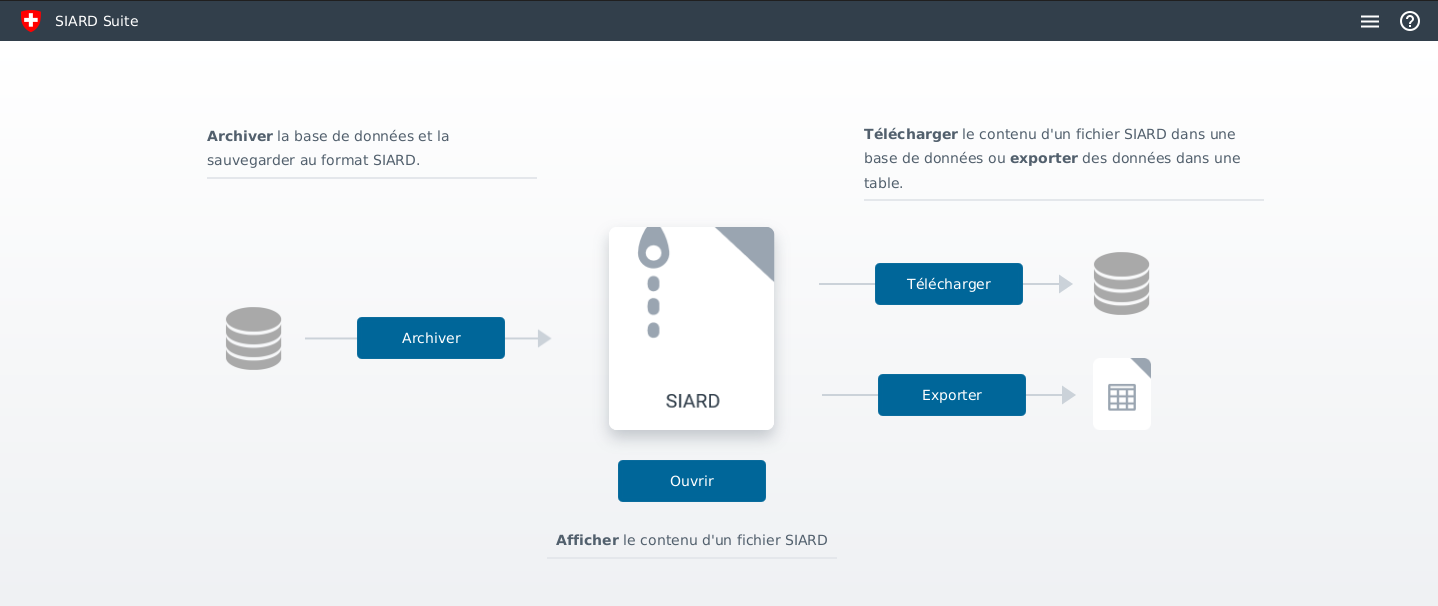 SIARD Suite
Archiver la base de données et la
sauvegarder au format SIARD.
Télécharger le contenu d'un fichier SIARD dans une
base de données ou exporter des données dans une
table.
Télécharger
Archiver
Exporter
SIARD
Ouvrir
Afficher le contenu d'un fichier SIARD